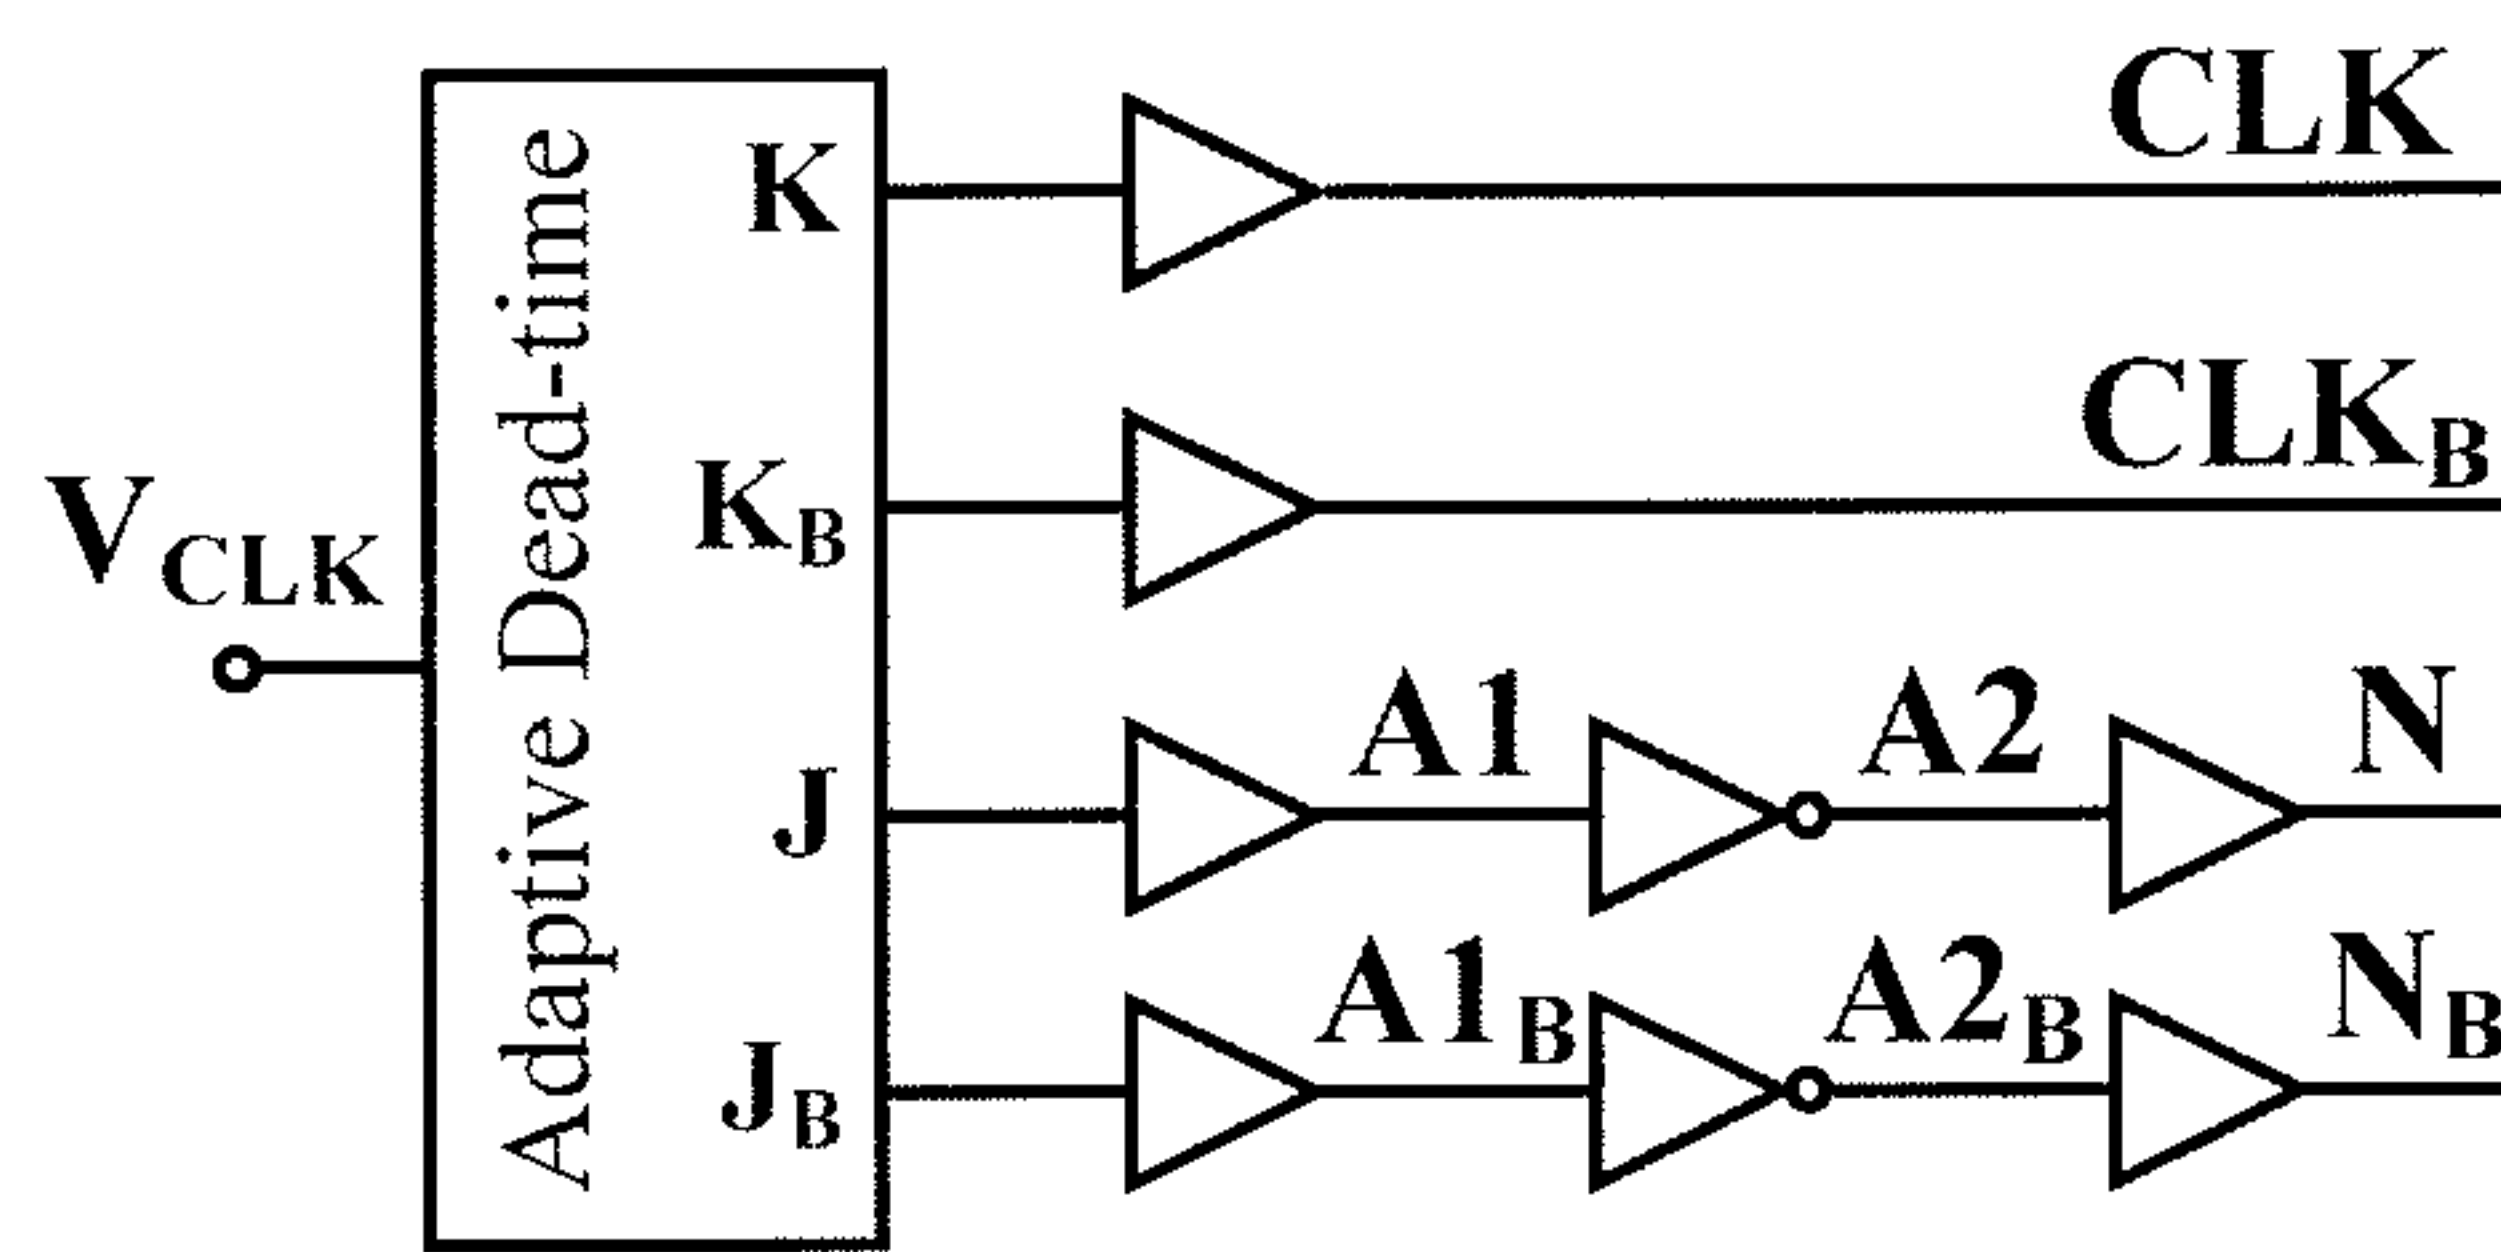 Adaptive Dead-time
V_CLK
K
CLK
K_B
CLK_B
J
A1
A2
N
J_B
A1_B
A2_B
N_B